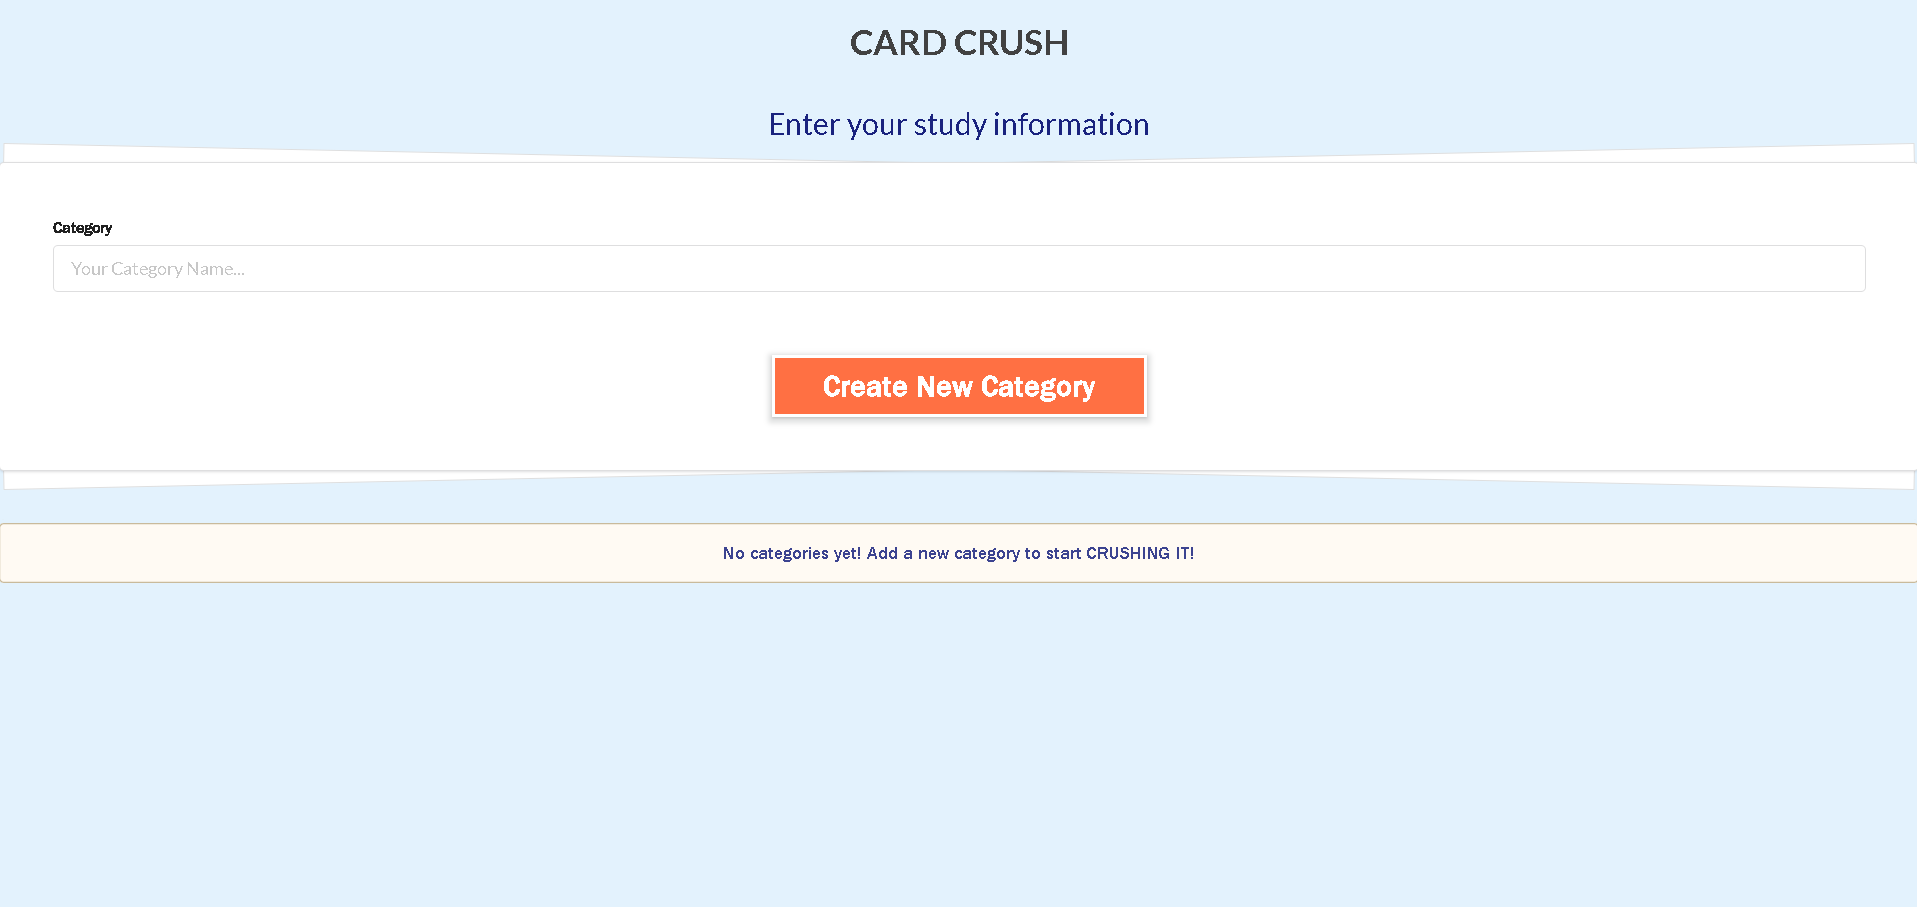 CARD CRUSH
Enter your study information
Category
Your Category Name...
Create New Category
No categories yet! Add a new category to start CRUSHING IT!